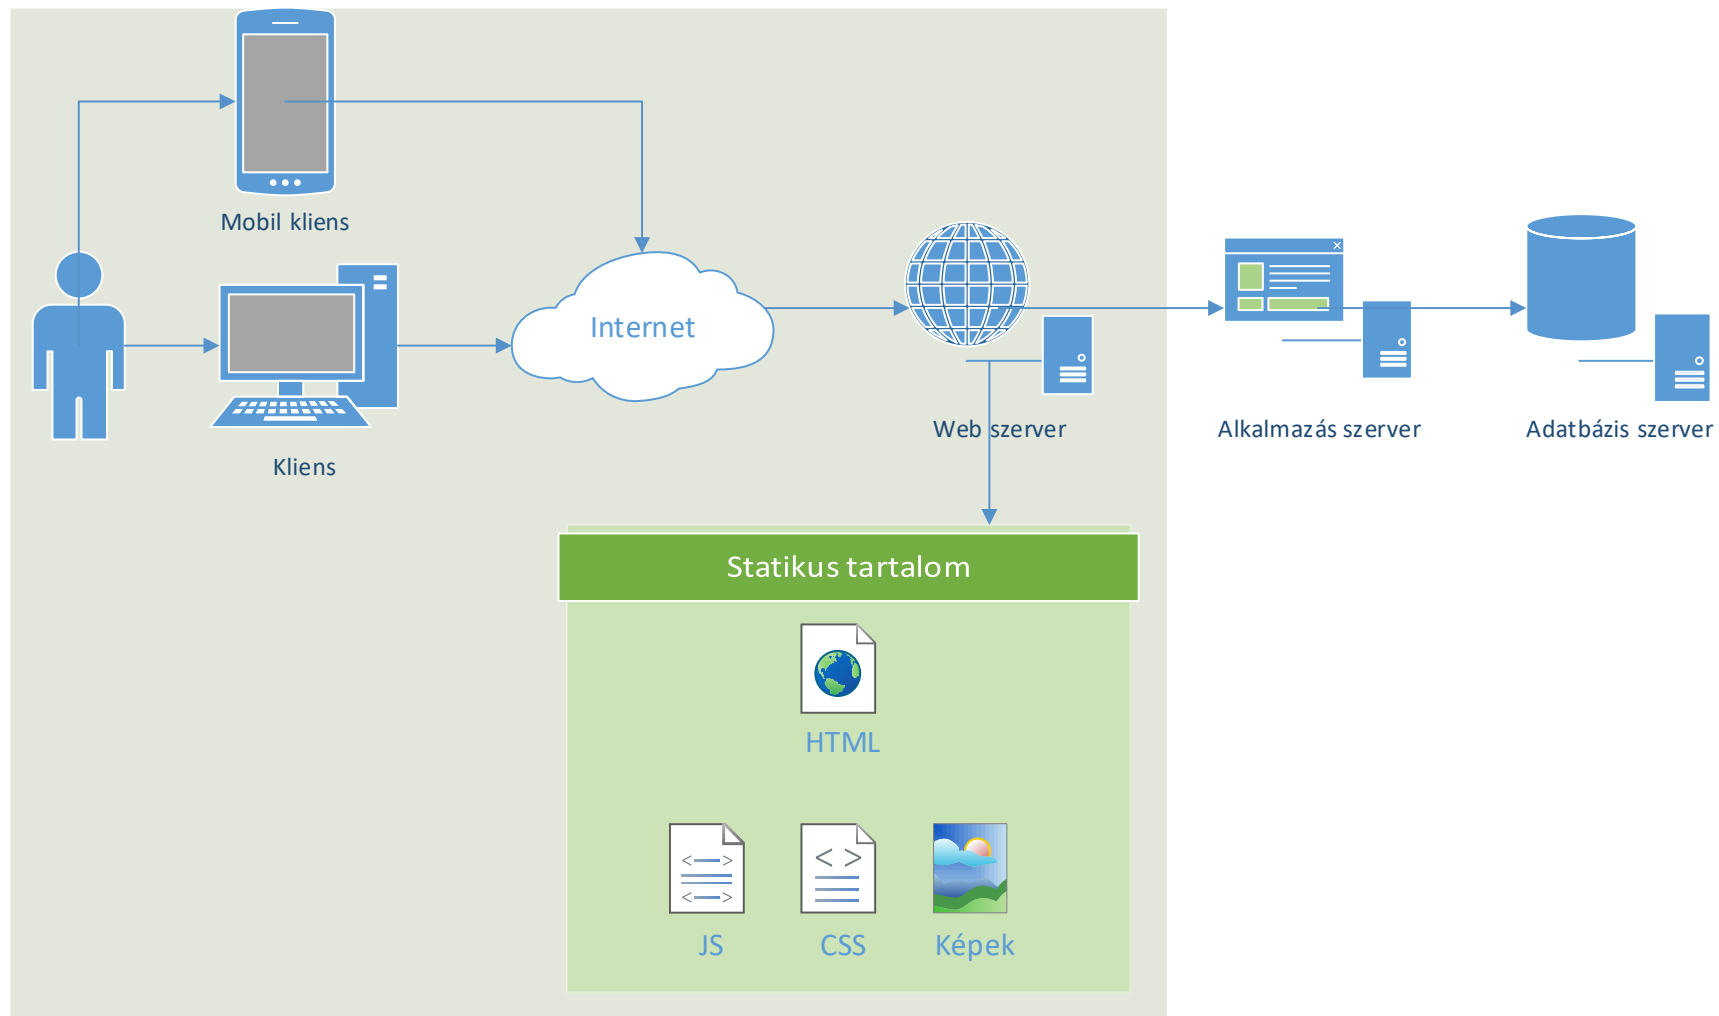 Mobil kliens
Internet
Kliens
Web szerver
Alkalmazás szerver
Adatbázis szerver
Statikus tartalom
HTML
JS
CSS
Képek